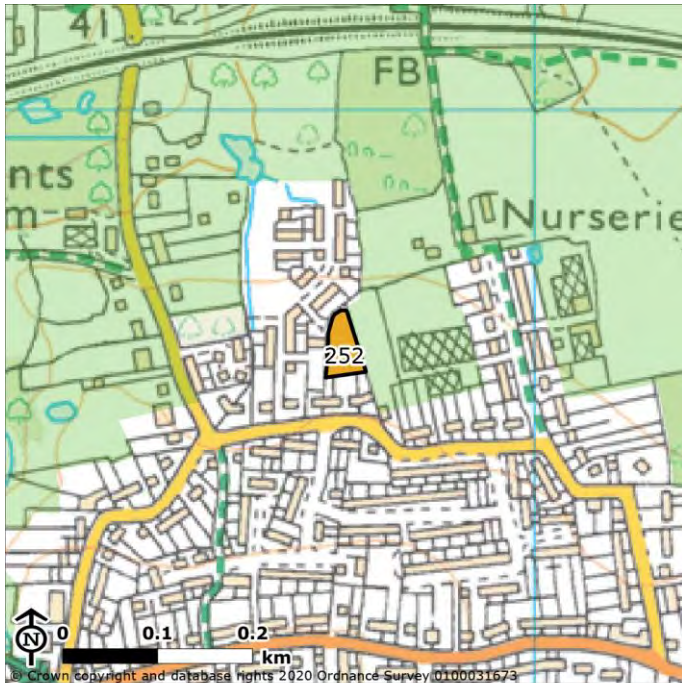 41
FB
nts
m
Nurserie
252
N
0
0.1
0.2
km
© Crown copyright and database rights 2020 Ordnance Survey 0100031673